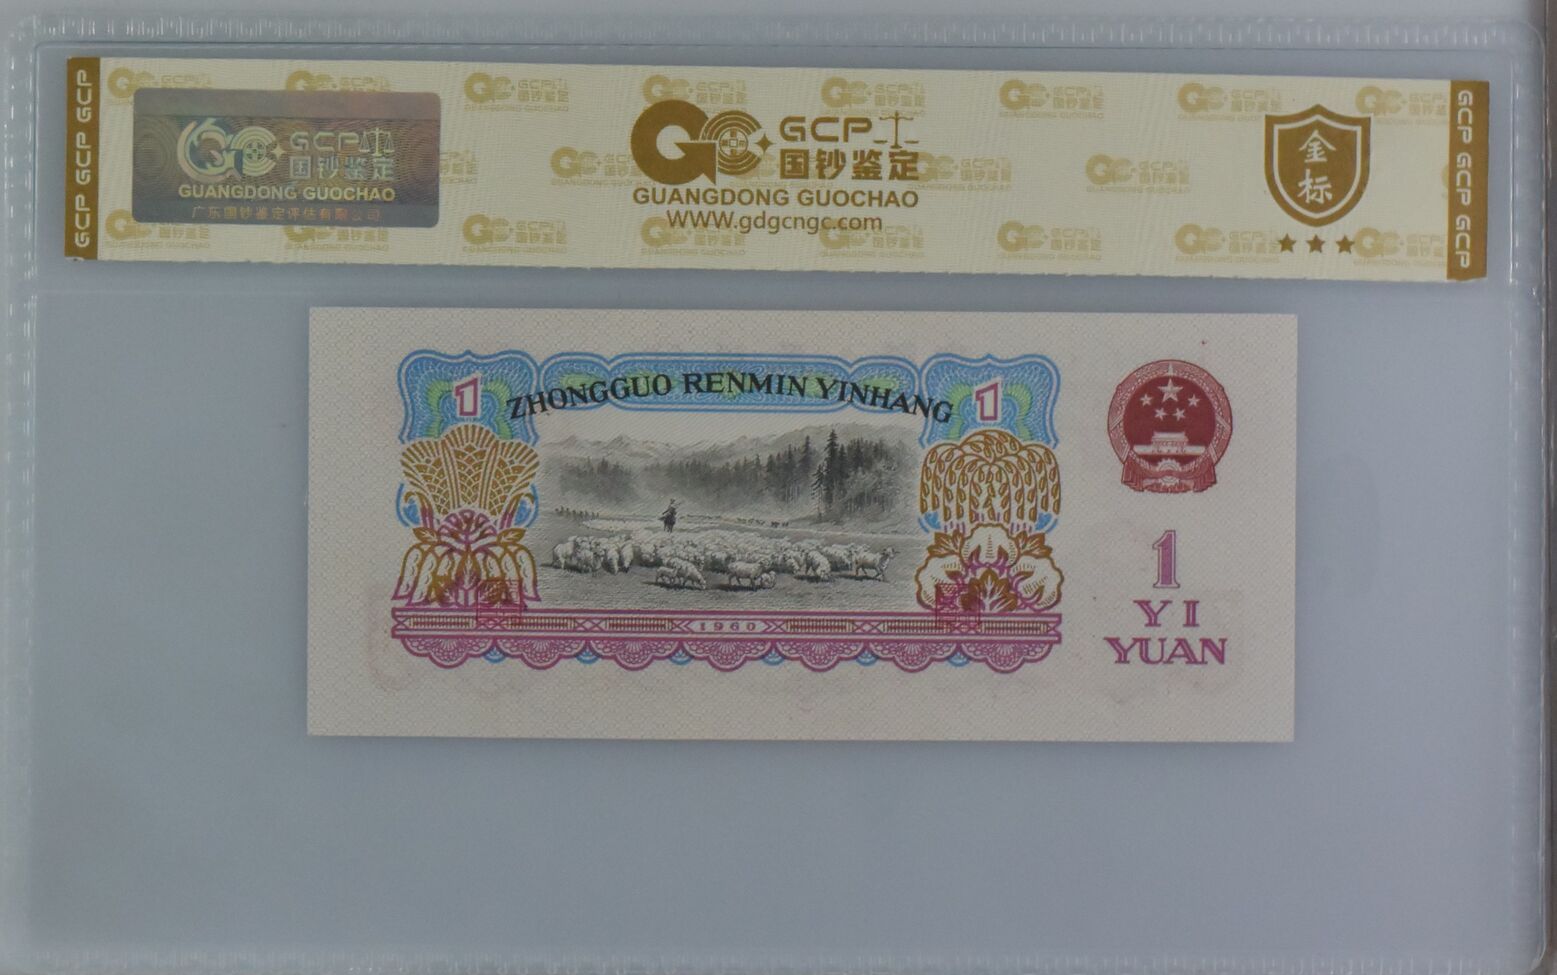 GCP GCP GCP
GCP
国钞鉴定
GUANGDONG GUOCHAO
广东国钞鉴定评估有限公司
GCP
国钞鉴定
GUANGDONG GUOCHAO
WWW.gdgcngc.com
金标
GCP GCP GCP
1
ZHONGGUO RENMIN YINHANG
1
1960
1
YI
YUAN